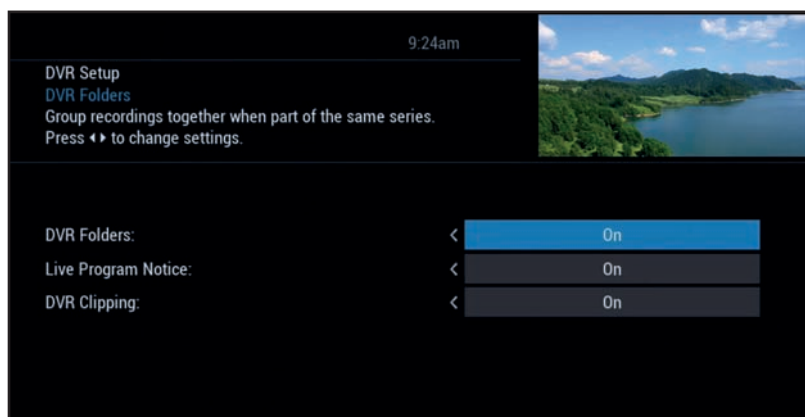 9:24am
DVR Setup
DVR Folders
Group recordings together when part of the same series.
Press ◂ ▸ to change settings.
DVR Folders: < On
Live Program Notice: < On
DVR Clipping: < On